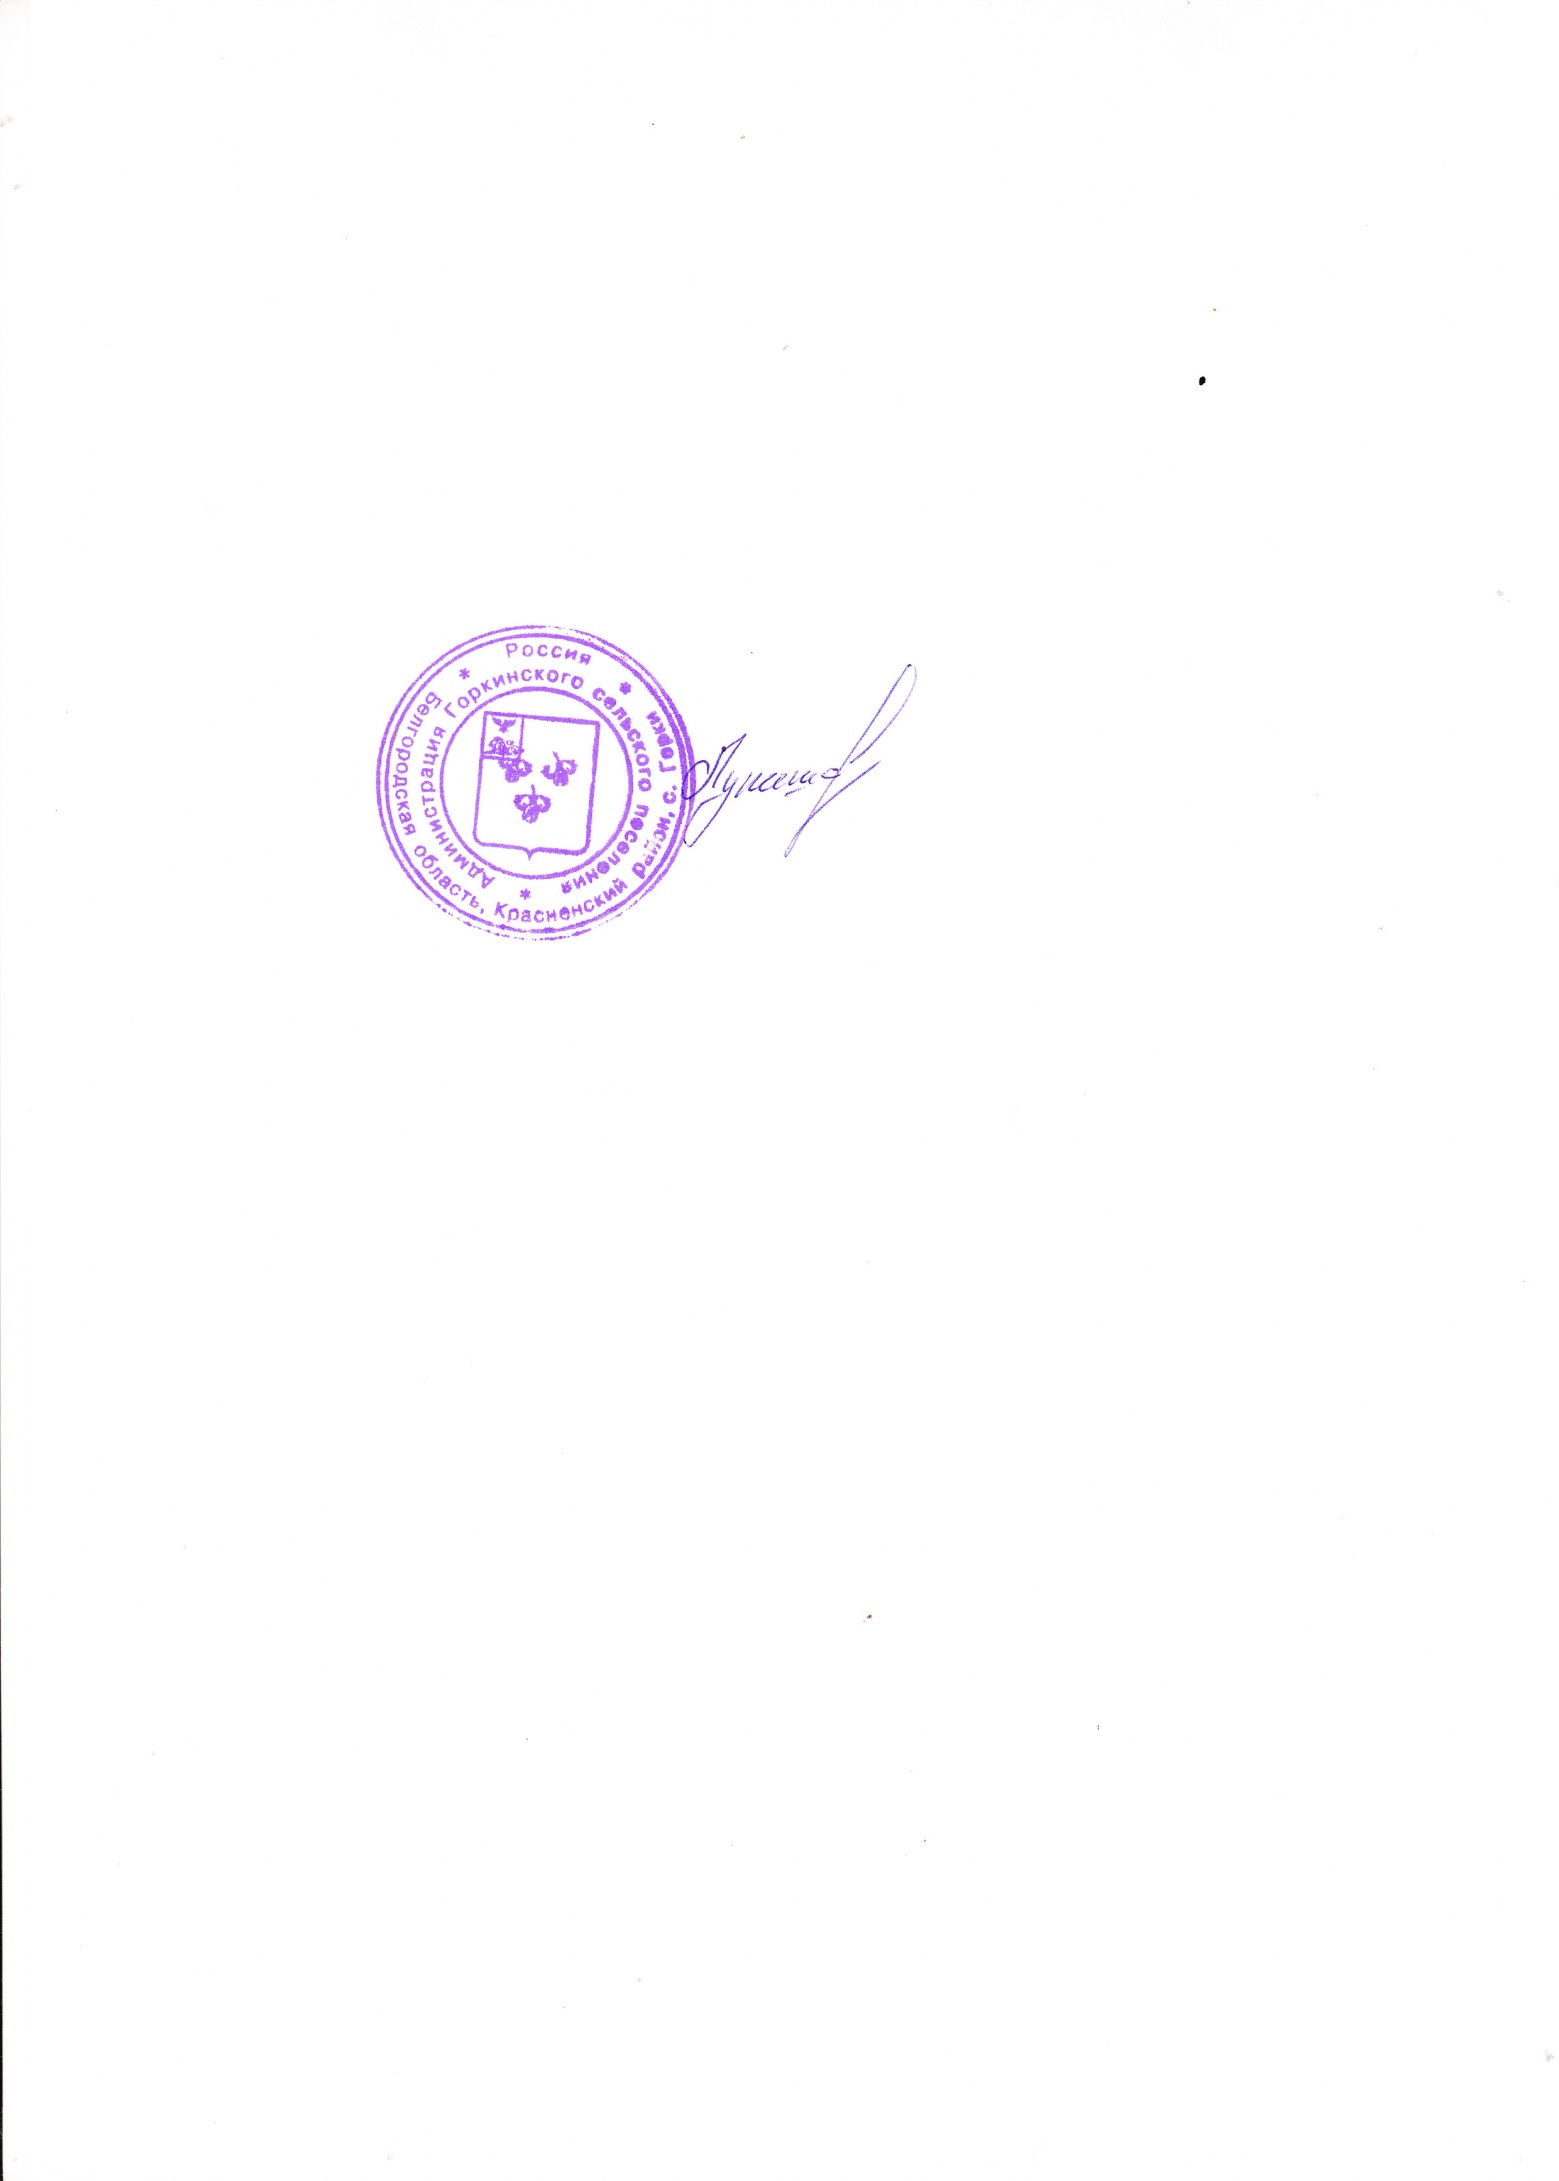 * Россия *
Белгородская область, Красненский район, с. Горки
Администрация Горкинского сельского поселения *